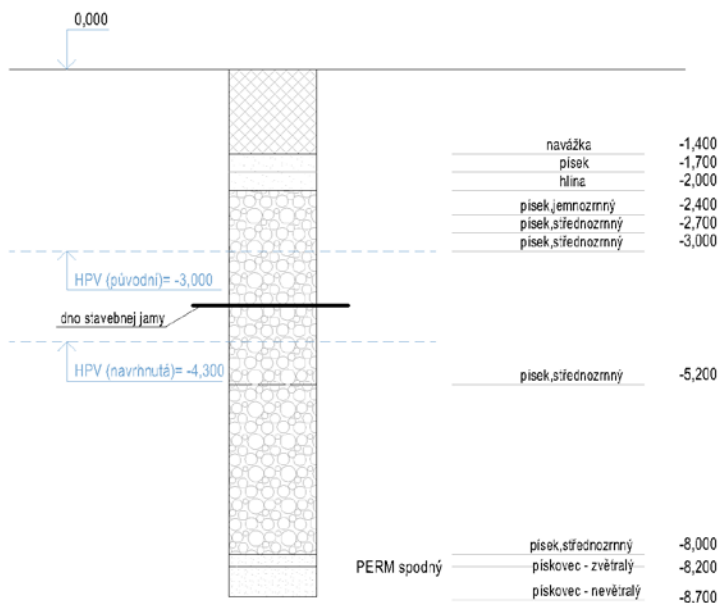 0,000
navážka -1,400
písek -1,700
hlina -2,000
písek,jemnozrnný -2,400
písek,střednozrnný -2,700
písek,střednozrnný -3,000
HPV (původní)= -3,000
dno stavebnej jamy
HPV (navrhnutá)= -4,300
písek,střednozrnný -5,200
písek,střednozrnný -8,000
PERM spodný pískovec - zvětralý -8,200
pískovec - nevětralý -8,700